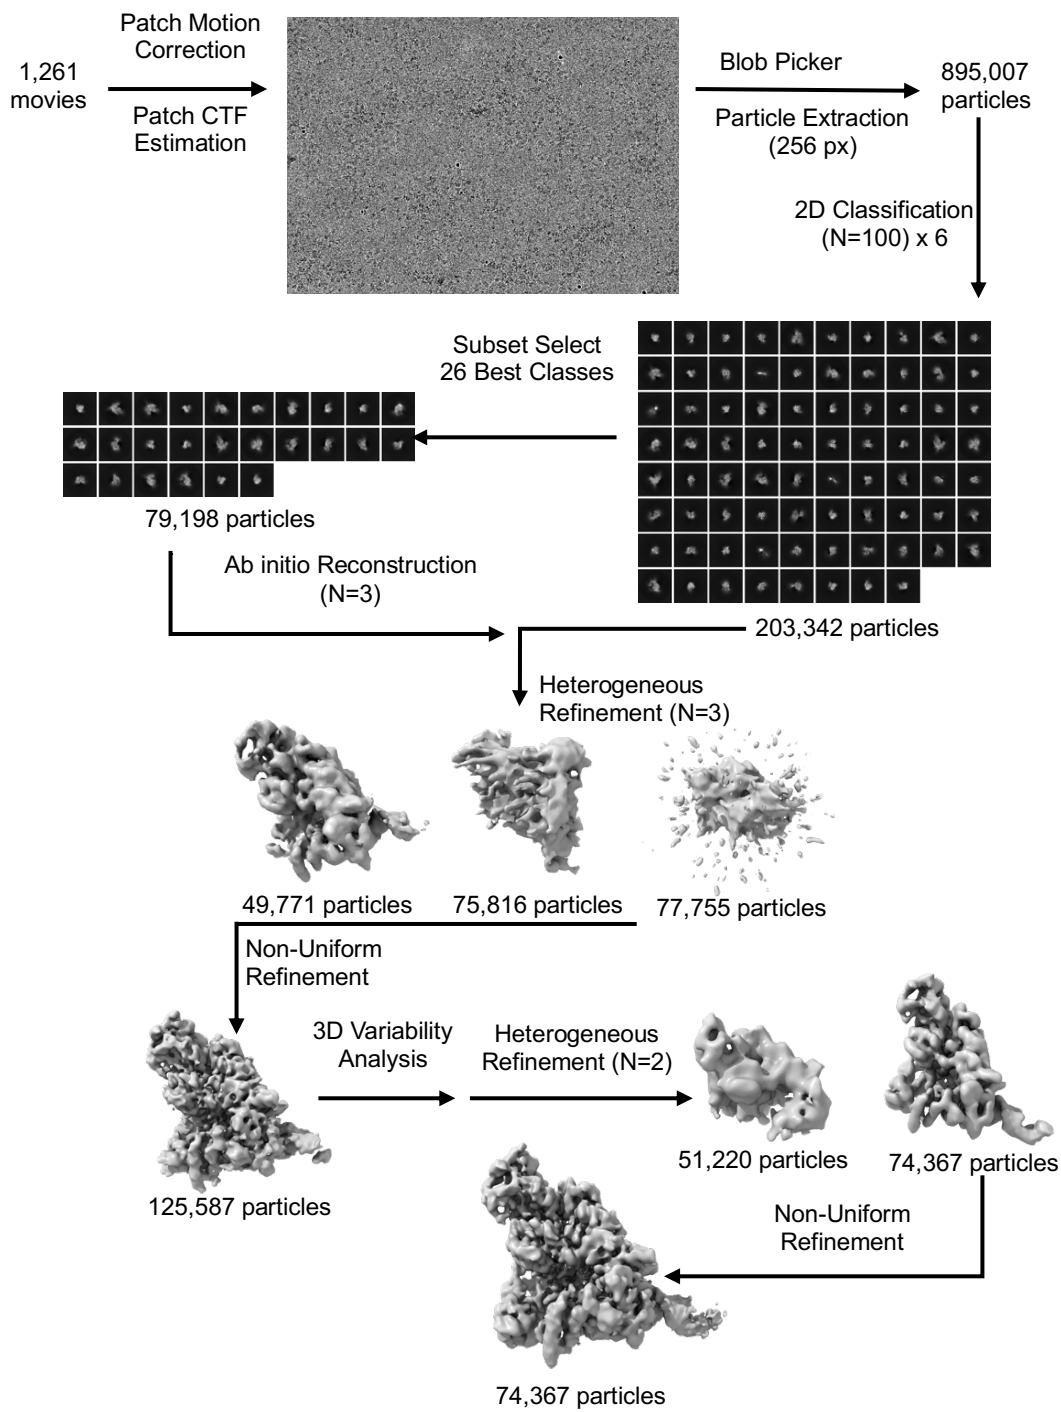 Patch Motion
Correction
1,261
movies
Patch CTF
Estimation
Blob Picker
Particle Extraction
(256 px)
895,007
particles
2D Classification
(N=100) x 6
Subset Select
26 Best Classes
79,198 particles
Ab initio Reconstruction
(N=3)
203,342 particles
Heterogeneous
Refinement (N=3)
49,771 particles
75,816 particles
77,755 particles
Non-Uniform
Refinement
3D Variability
Analysis
Heterogeneous
Refinement (N=2)
125,587 particles
51,220 particles
74,367 particles
Non-Uniform
Refinement
74,367 particles